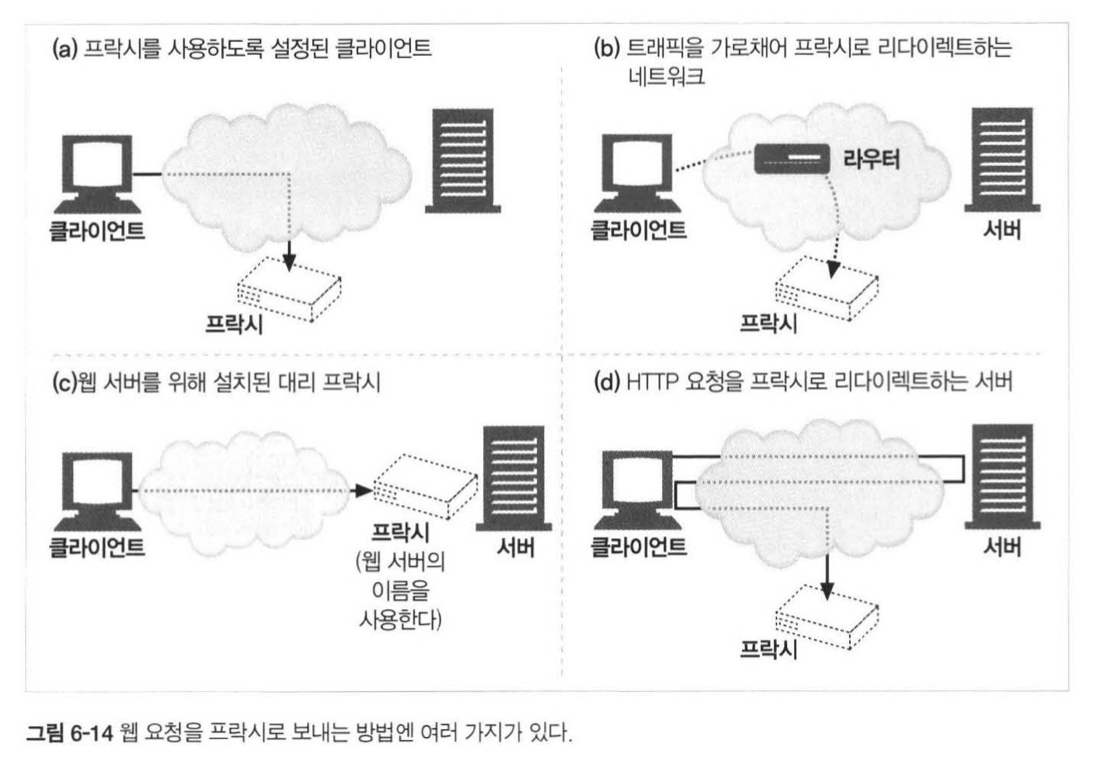 (a) 프락시를 사용하도록 설정된 클라이언트
클라이언트
프락시
(b) 트래픽을 가로채어 프락시로 리다이렉트하는
네트워크
라우터
클라이언트
서버
프락시
(c)웹 서버를 위해 설치된 대리 프락시
클라이언트
프락시
(웹 서버의
이름을
사용한다)
서버
(d) HTTP 요청을 프락시로 리다이렉트하는 서버
클라이언트
서버
프락시
그림 6-14 웹 요청을 프락시로 보내는 방법엔 여러 가지가 있다.